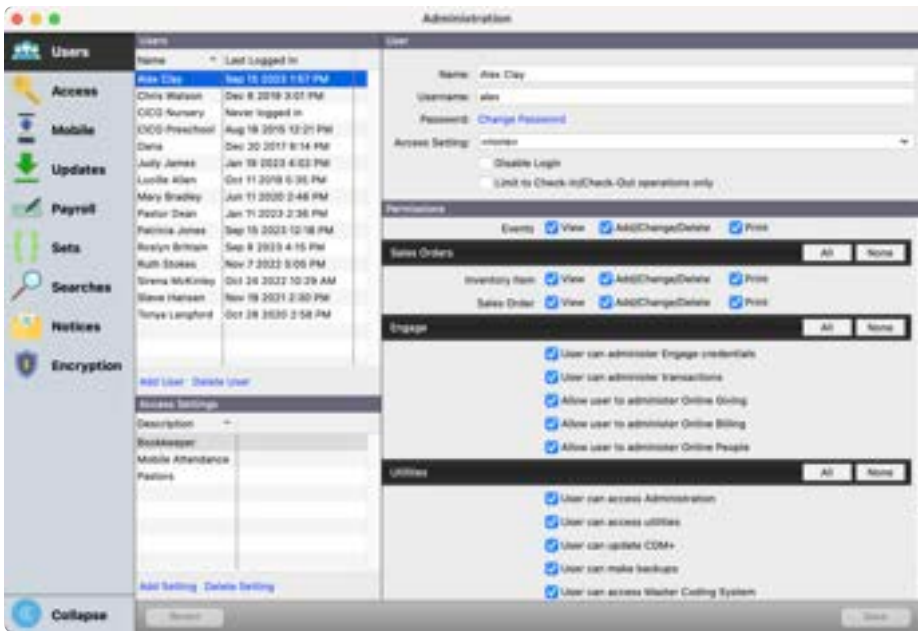 Administration
Users
Access
Mobile
Updates
Payroll
Sets
Searches
Notices
Encryption
Collapse
Users
Name Last Logged In
Alex Clay Sep 15 2023 1:57 PM
Chris Watson Dec 6 2019 3:01 PM
CICO Nursery Never logged in
CICO Preschool Aug 18 2015 12:21 PM
Dana Dec 20 2017 9:14 PM
Judy James Jan 19 2023 4:03 PM
Lucille Allen Oct 11 2019 5:35 PM
Mary Bradley Jun 11 2020 2:46 PM
Pastor Dean Jan 11 2023 2:36 PM
Patricia Jones Sep 15 2023 12:18 PM
Roslyn Brittain Sep 8 2023 4:15 PM
Ruth Stokes Nov 7 2022 5:05 PM
Sirena McKinley Oct 24 2022 10:29 AM
Steve Hansen Nov 19 2021 2:30 PM
Tonya Langford Oct 28 2020 2:58 PM
Add User Delete User
Access Settings
Description
Bookkeeper
Mobile Attendance
Pastors
Add Setting Delete Setting
Revert
User
Name: Alex Clay
Username: alex
Password: Change Password
Access Setting: <none>
Disable Login
Limit to Check-In/Check-Out operations only
Permissions
Events View Add/Change/Delete Print
Sales Orders All None
Inventory Item View Add/Change/Delete Print
Sales Order View Add/Change/Delete Print
Engage All None
User can administer Engage credentials
User can administer transactions
Allow user to administer Online Giving
Allow user to administer Online Billing
Allow user to administer Online People
Utilities All None
User can access Administration
User can access utilities
User can update CDM+
User can make backups
User can access Master Coding System
Save